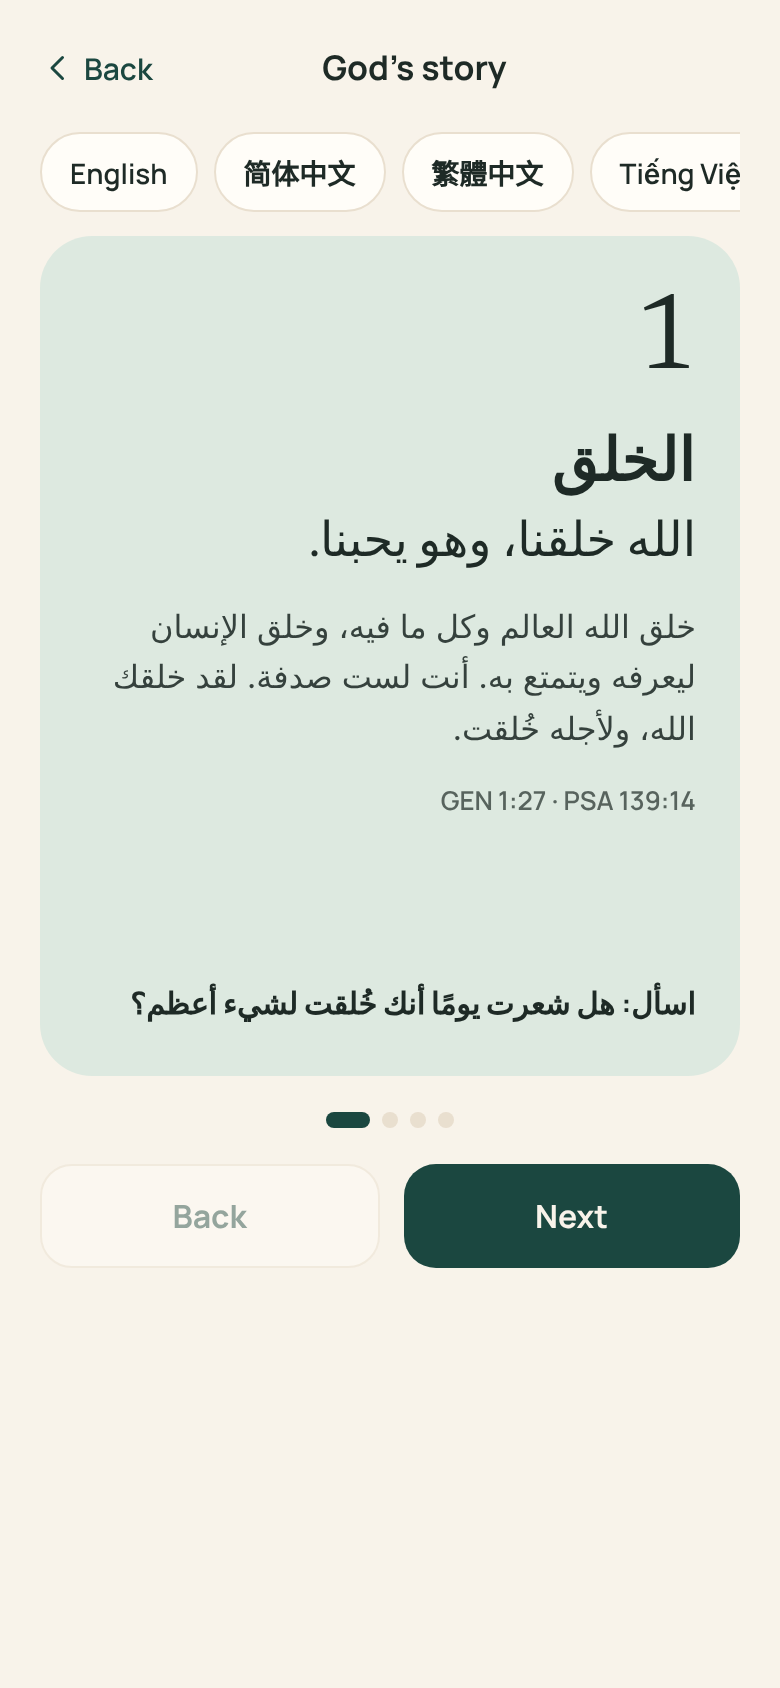 Back
God's story
English
简体中文
繁體中文
Tiếng Việ
1
الخلق
الله خلقنا، وهو يحبنا.
خلق الله العالم وكل ما فيه، وخلق الإنسان
ليعرفه ويتمتع به. أنت لست صدفة. لقد خلقك
الله، ولأجله خُلقت.
GEN 1:27 · PSA 139:14
اسأل: هل شعرت يومًا أنك خُلقت لشيء أعظم؟
Back
Next